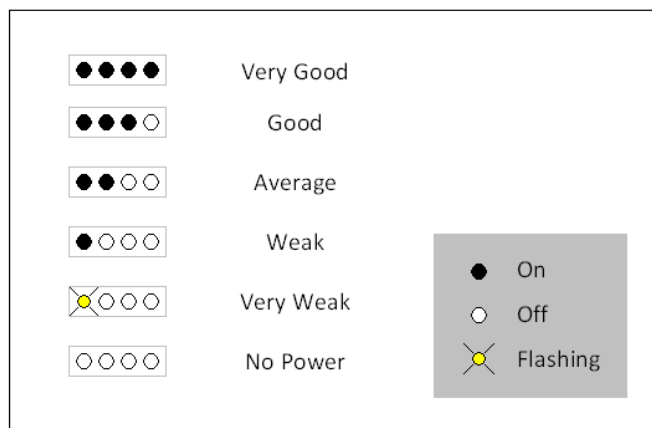 Very Good
Good
Average
Weak
Very Weak
No Power
On
Off
Flashing